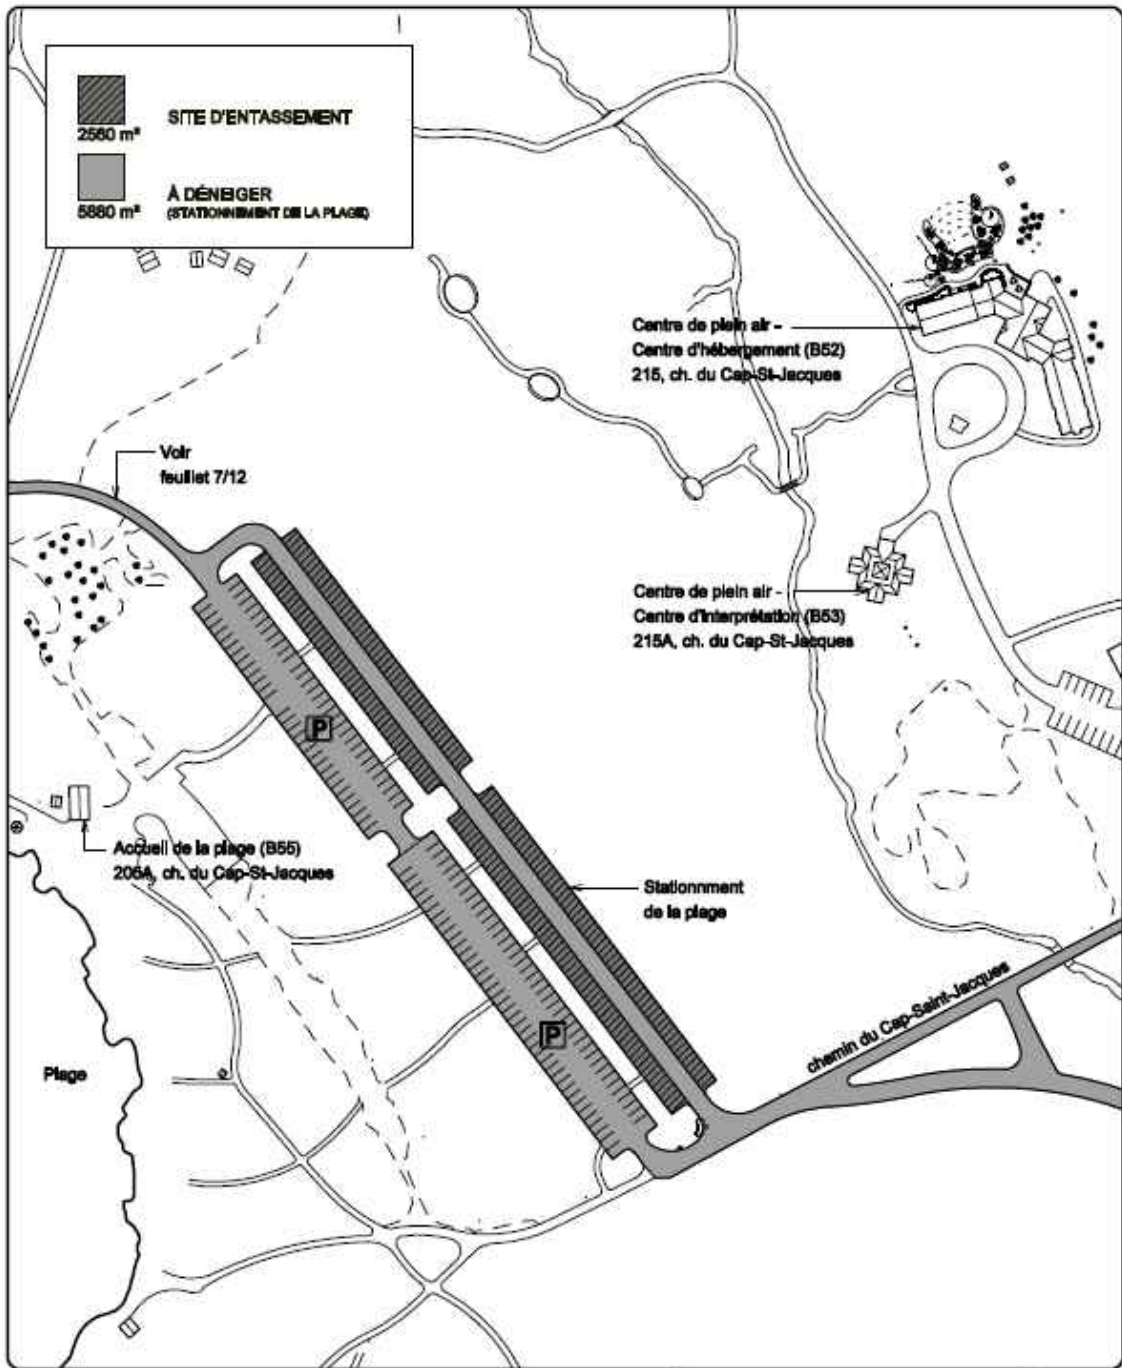 2560 m²
SITE D'ENTASSEMENT
5880 m²
À DÉNEIGER
(STATIONNEMENT DE LA PLAGE)
Centre de plein air -
Centre d'hébergement (B52)
215, ch. du Cap-St-Jacques
Voir
feuillet 7/12
Centre de plein air -
Centre d'interprétation (B53)
215A, ch. du Cap-St-Jacques
P
Accueil de la plage (B55)
205A, ch. du Cap-St-Jacques
Stationnment
de la plage
chemin du Cap-Saint-Jacques
P
Plage